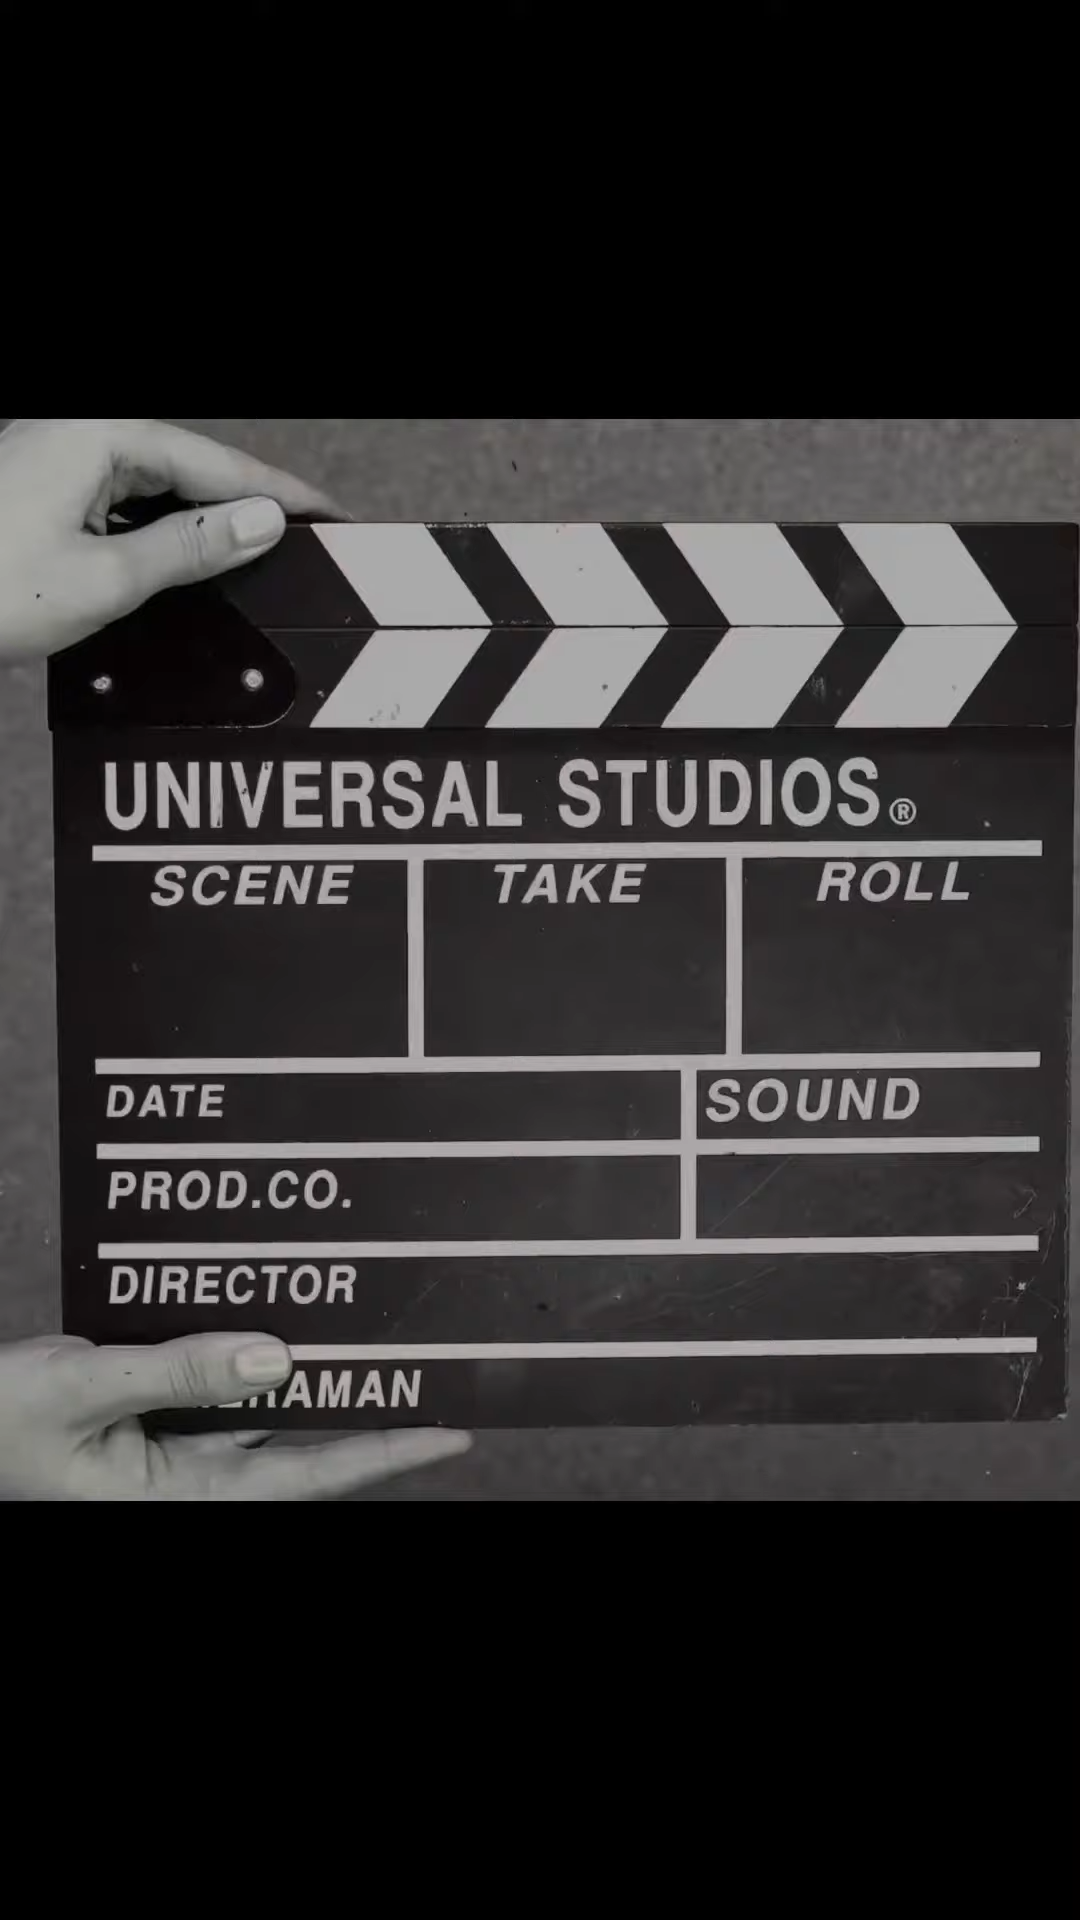 UNIVERSAL STUDIOS®
SCENE TAKE ROLL
DATE SOUND
PROD.CO.
DIRECTOR